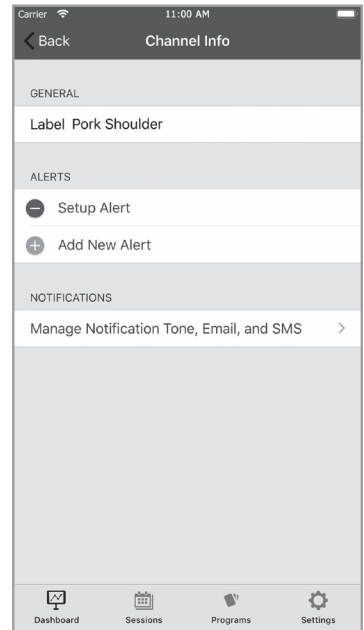 Carrier 11:00 AM
Back Channel Info
GENERAL
Label Pork Shoulder
ALERTS
Setup Alert
Add New Alert
NOTIFICATIONS
Manage Notification Tone, Email, and SMS
Dashboard Sessions Programs Settings